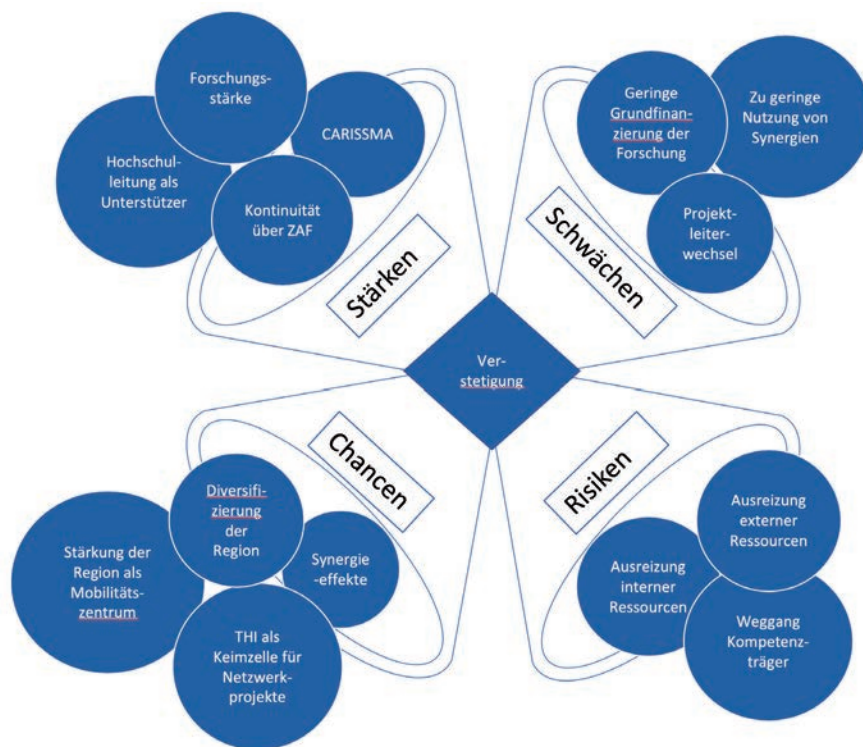 Forschungs-
stärke
CARISSMA
Hochschul-
leitung als
Unterstützer
Kontinuität
über ZAF
Stärken
Geringe
Grundfinan-
zierung der
Forschung
Zu geringe
Nutzung von
Synergien
Projekt-
leiter-
wechsel
Schwächen
Ver-
stetigung
Chancen
Diversifi-
zierung
der
Region
Stärkung der
Region als
Mobilitäts-
zentrum
Synergie
-effekte
THI als
Keimzelle für
Netzwerk-
projekte
Risiken
Ausreizung
externer
Ressourcen
Ausreizung
interner
Ressourcen
Weggang
Kompetenz-
träger